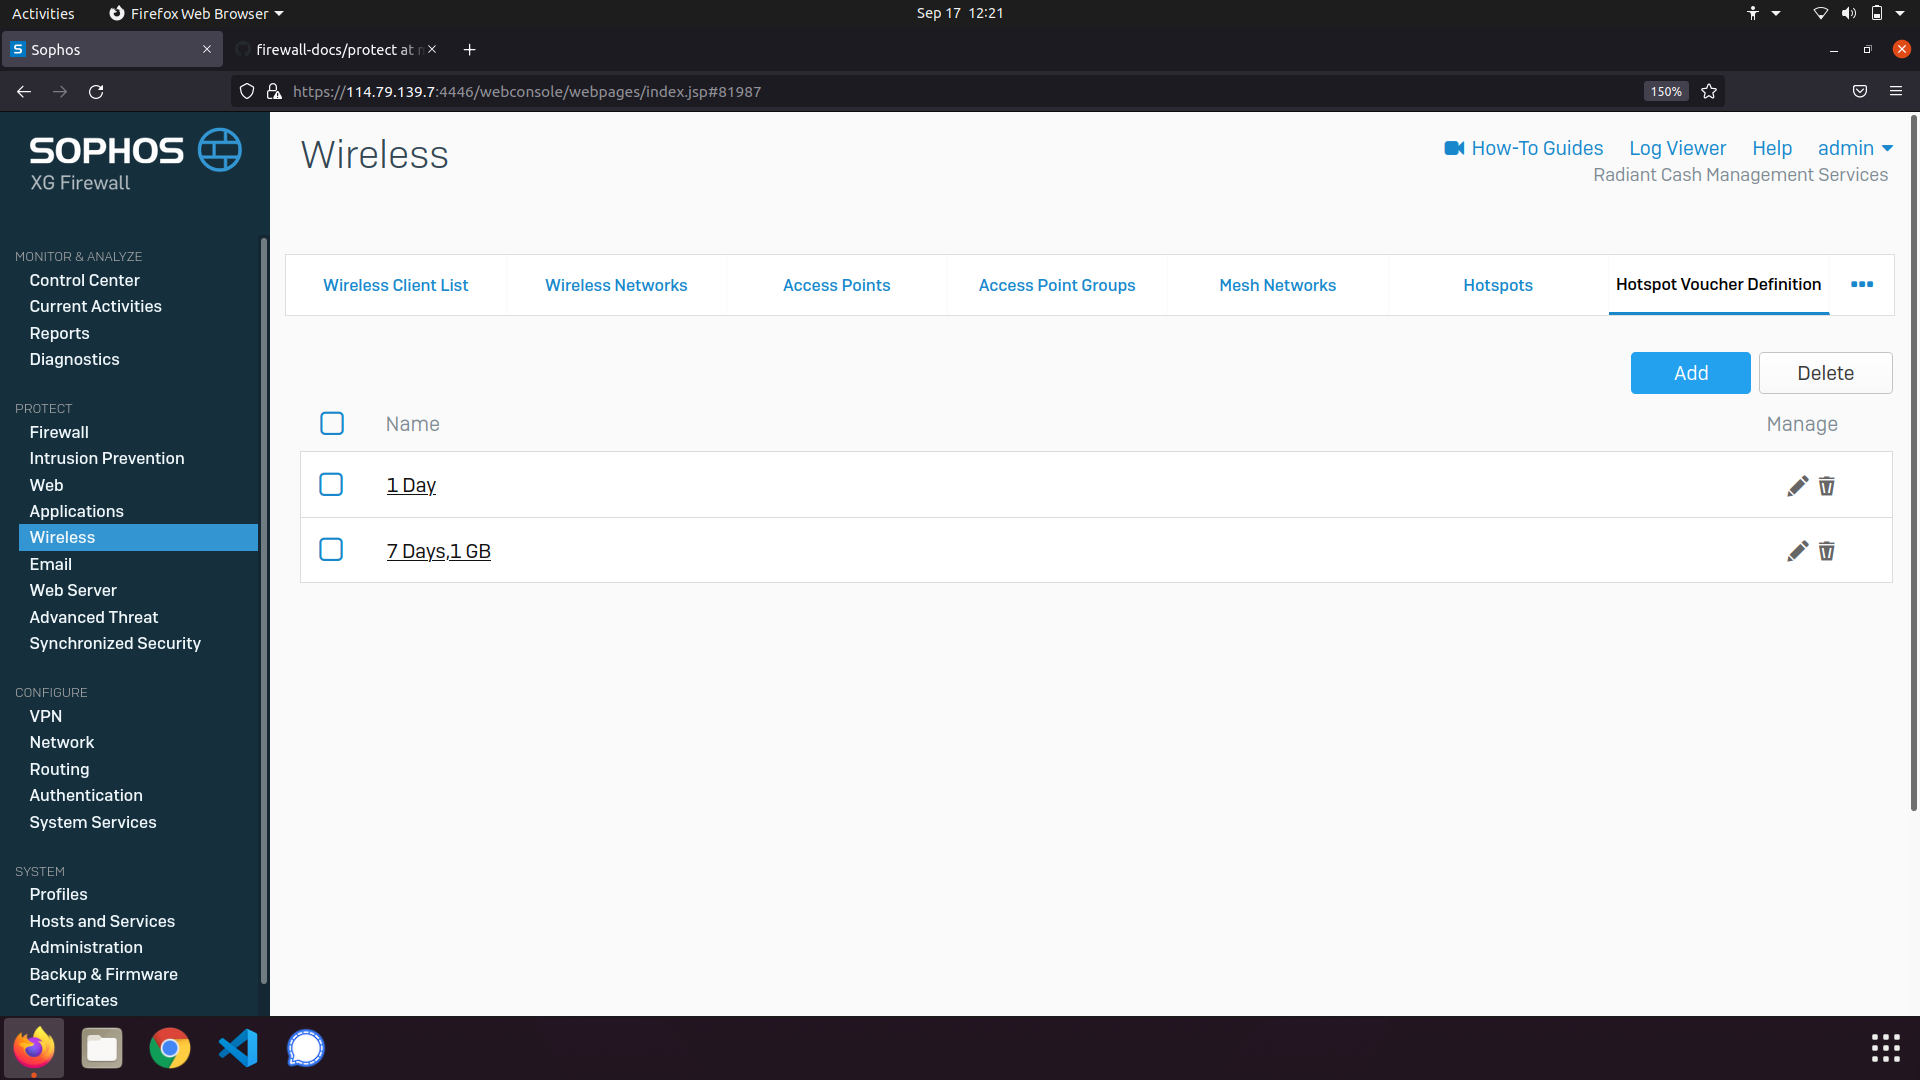 Activities
Firefox Web Browser
Sep 17 12:21
Sophos
firewall-docs/protect at
https://114.79.139.7:4446/webconsole/webpages/index.jsp#81987
150%
SOPHOS
XG Firewall
Wireless
How-To Guides
Log Viewer
Help
admin
Radiant Cash Management Services
Wireless Client List
Wireless Networks
Access Points
Access Point Groups
Mesh Networks
Hotspots
Hotspot Voucher Definition
Add
Delete
Name
Manage
1 Day
7 Days,1 GB
MONITOR & ANALYZE
Control Center
Current Activities
Reports
Diagnostics
PROTECT
Firewall
Intrusion Prevention
Web
Applications
Wireless
Email
Web Server
Advanced Threat
Synchronized Security
CONFIGURE
VPN
Network
Routing
Authentication
System Services
SYSTEM
Profiles
Hosts and Services
Administration
Backup & Firmware
Certificates